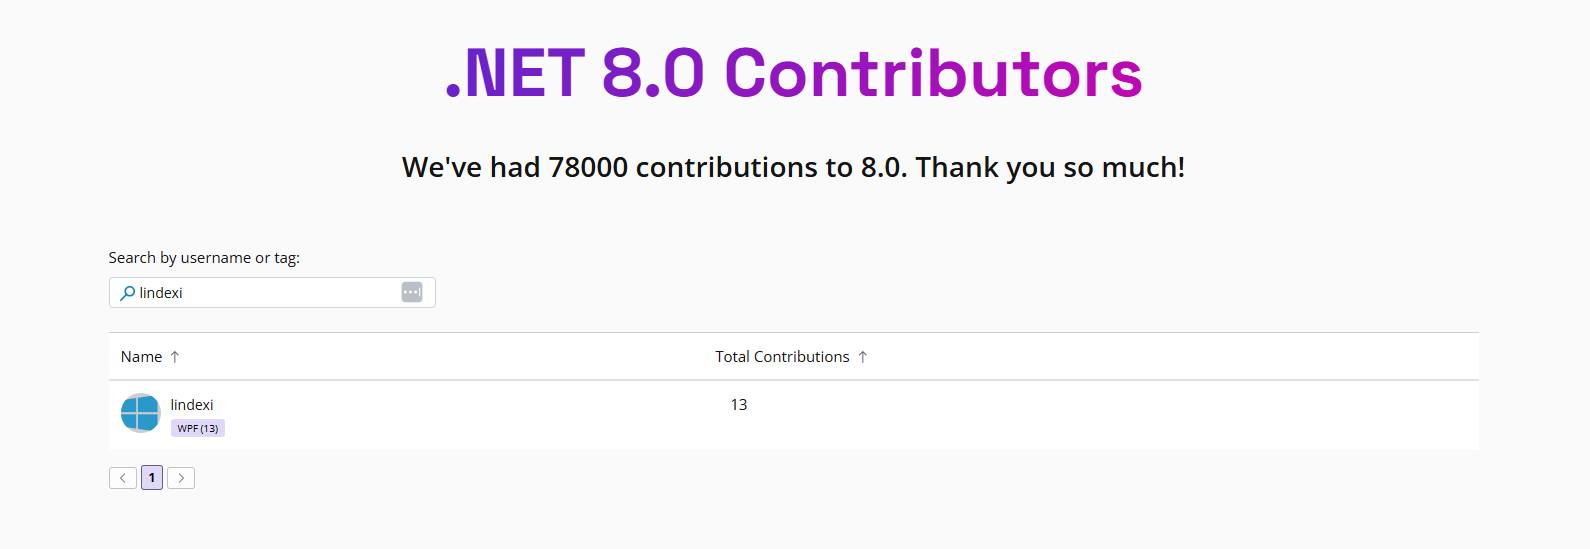 .NET 8.0 Contributors
We've had 78000 contributions to 8.0. Thank you so much!
Search by username or tag:
lindexi
Name ↑ Total Contributions ↑
lindexi 13
WPF (13)
1